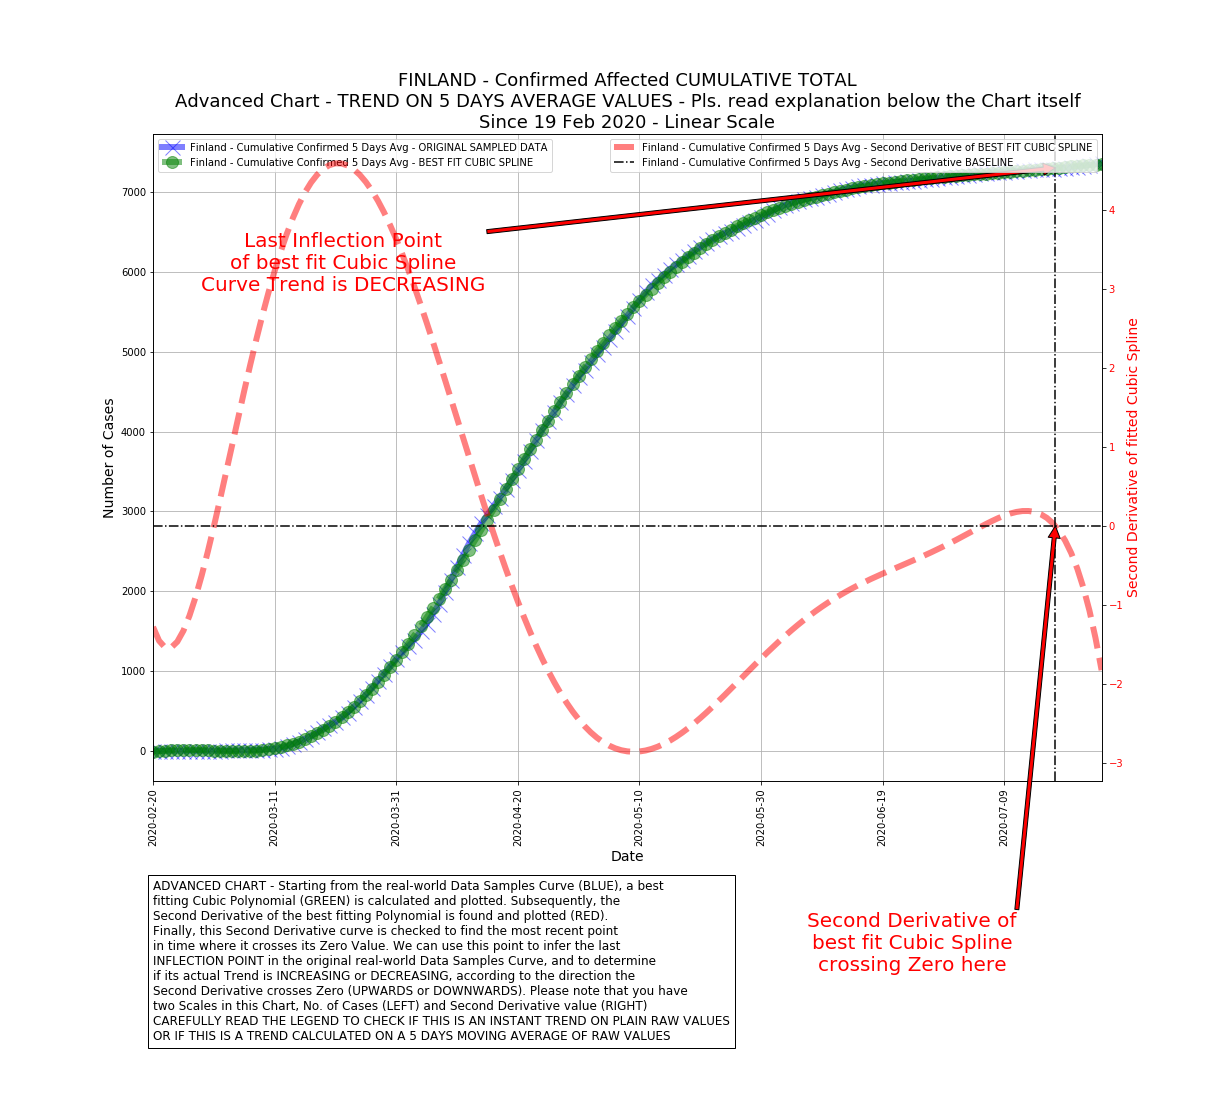 FINLAND - Confirmed Affected CUMULATIVE TOTAL
Advanced Chart - TREND ON 5 DAYS AVERAGE VALUES - Pls. read explanation below the Chart itself
Since 19 Feb 2020 - Linear Scale
Finland - Cumulative Confirmed 5 Days Avg - ORIGINAL SAMPLED DATA
Finland - Cumulative Confirmed 5 Days Avg - BEST FIT CUBIC SPLINE
Finland - Cumulative Confirmed 5 Days Avg - Second Derivative of BEST FIT CUBIC SPLINE
Finland - Cumulative Confirmed 5 Days Avg - Second Derivative BASELINE
Last Inflection Point
of best fit Cubic Spline
Curve Trend is DECREASING
Number of Cases
7000
6000
5000
4000
3000
2000
1000
0
4
3
2
1
0
−1
−2
−3
Second Derivative of fitted Cubic Spline
2020-02-20
2020-03-11
2020-03-31
2020-04-20
2020-05-10
2020-05-30
2020-06-19
2020-07-09
Date
Second Derivative of
best fit Cubic Spline
crossing Zero here
ADVANCED CHART - Starting from the real-world Data Samples Curve (BLUE), a best
fitting Cubic Polynomial (GREEN) is calculated and plotted. Subsequently, the
Second Derivative of the best fitting Polynomial is found and plotted (RED).
Finally, this Second Derivative curve is checked to find the most recent point
in time where it crosses its Zero Value. We can use this point to infer the last
INFLECTION POINT in the original real-world Data Samples Curve, and to determine
if its actual Trend is INCREASING or DECREASING, according to the direction the
Second Derivative crosses Zero (UPWARDS or DOWNWARDS). Please note that you have
two Scales in this Chart, No. of Cases (LEFT) and Second Derivative value (RIGHT)
CAREFULLY READ THE LEGEND TO CHECK IF THIS IS AN INSTANT TREND ON PLAIN RAW VALUES
OR IF THIS IS A TREND CALCULATED ON A 5 DAYS MOVING AVERAGE OF RAW VALUES